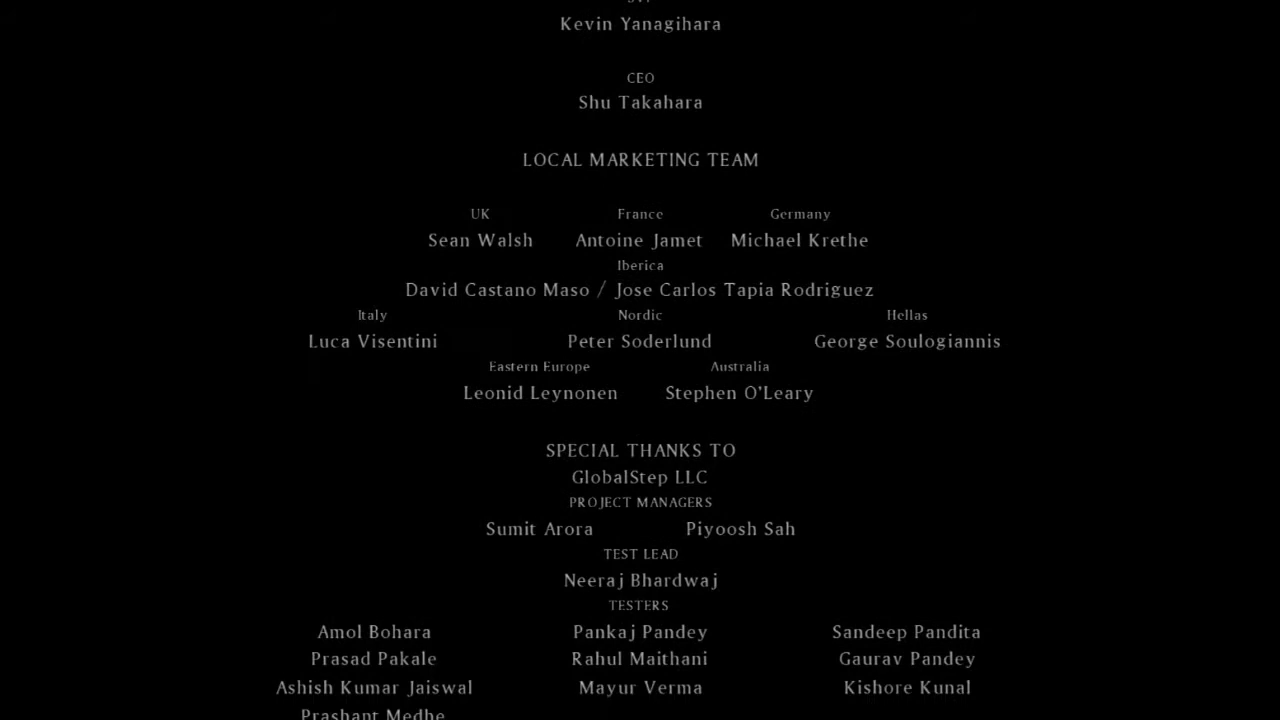 Kevin Yanagihara
CEO
Shu Takahara
LOCAL MARKETING TEAM
UK France Germany
Sean Walsh Antoine Jamet Michael Krethe
Iberica
David Castano Maso / Jose Carlos Tapia Rodriguez
Italy Nordic Hellas
Luca Visentini Peter Soderlund George Soulogiannis
Eastern Europe Australia
Leonid Leynonen Stephen O'Leary
SPECIAL THANKS TO
GlobalStep LLC
PROJECT MANAGERS
Sumit Arora Piyoosh Sah
TEST LEAD
Neeraj Bhardwaj
TESTERS
Amol Bohara Pankaj Pandey Sandeep Pandita
Prasad Pakale Rahul Maithani Gaurav Pandey
Ashish Kumar Jaiswal Mayur Verma Kishore Kunal
Prashant Medhe